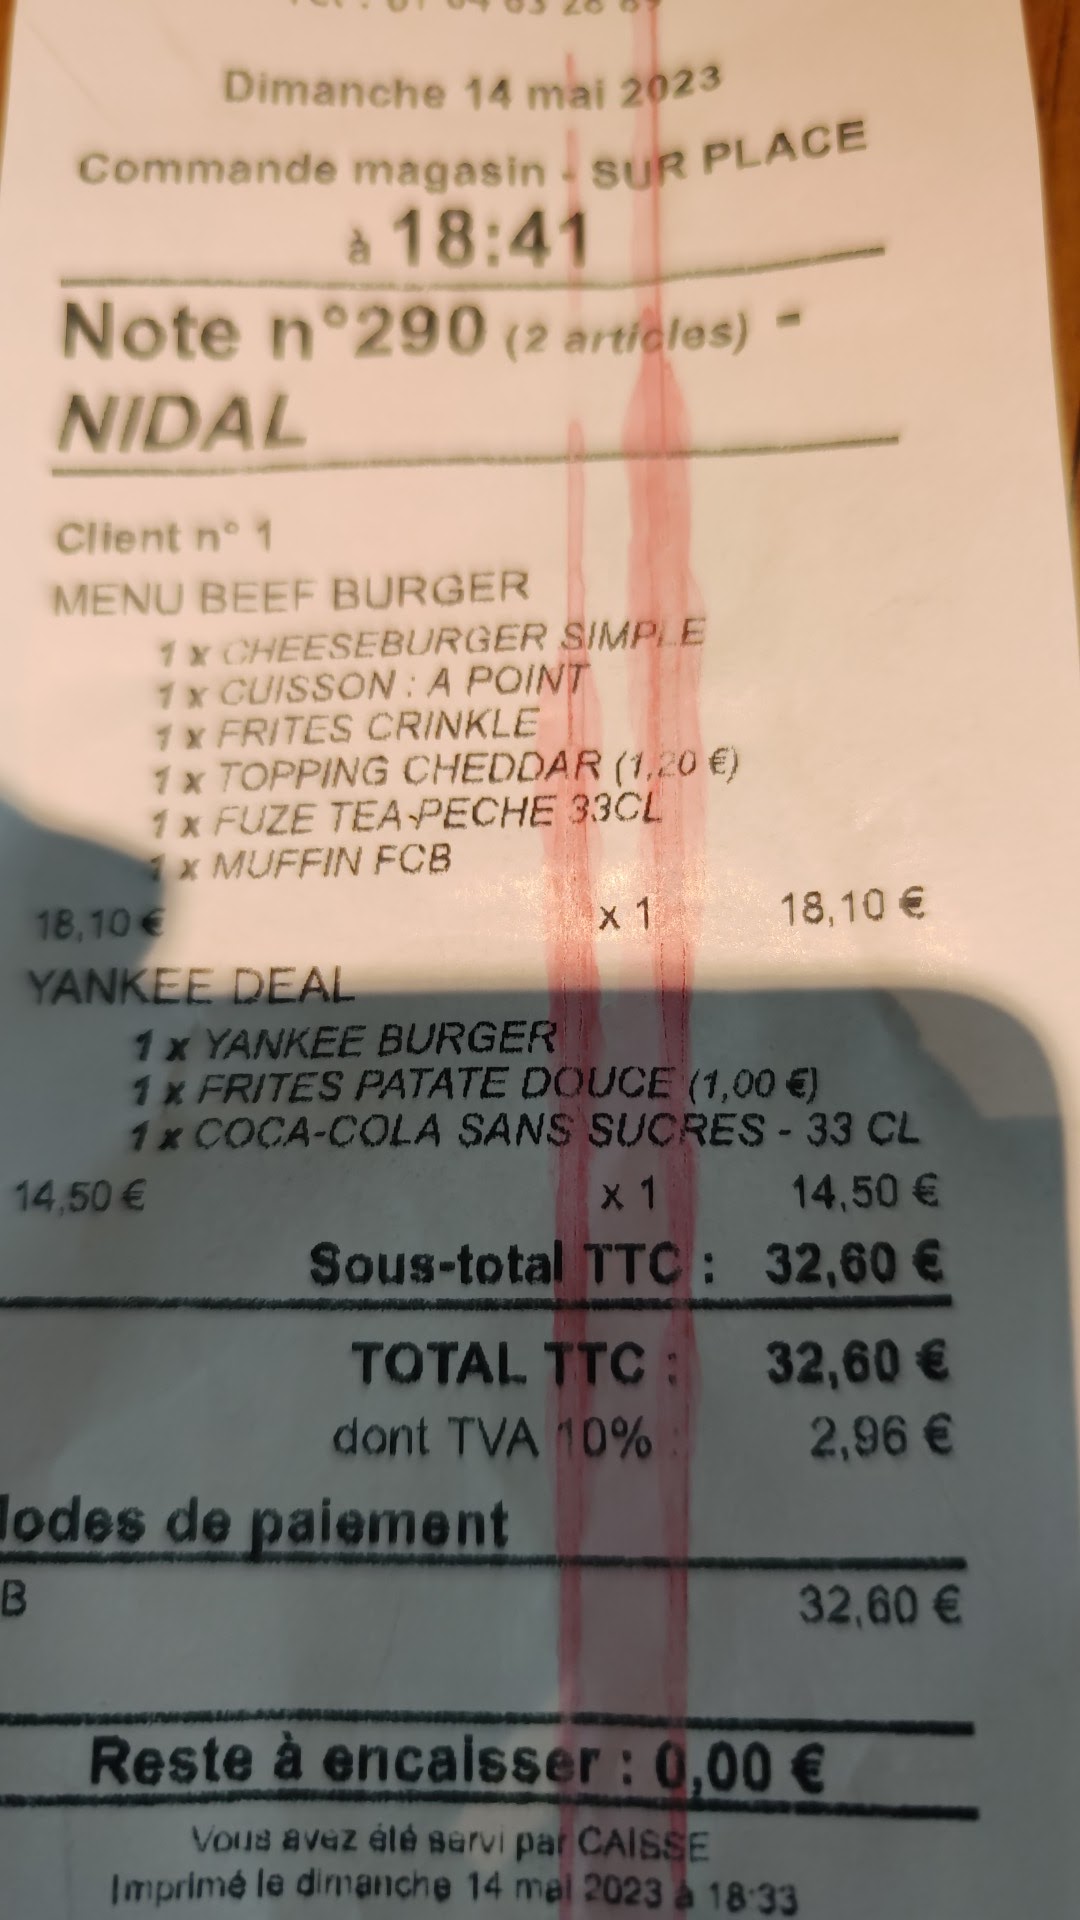 Dimanche 14 mai 2023
Commande magasin - SUR PLACE
à 18:41
Note n°290 (2 articles) -
NIDAL
Client n° 1
MENU BEEF BURGER
1 x CHEESEBURGER SIMPLE
1 x CUISSON : A POINT
1 x FRITES CRINKLE
1 x TOPPING CHEDDAR (1,20 €)
1 x FUZE TEA-PECHE 33CL
1 x MUFFIN FCB
18,10 € x 1 18,10 €
YANKEE DEAL
1 x YANKEE BURGER
1 x FRITES PATATE DOUCE (1,00 €)
1 x COCA-COLA SANS SUCRES - 33 CL
14,50 € x 1 14,50 €
Sous-total TTC : 32,60 €
TOTAL TTC : 32,60 €
dont TVA 10% : 2,96 €
odes de paiement
B 32,60 €
Reste à encaisser : 0,00 €
Vous avez été servi par CAISSE
Imprimé le dimanche 14 mai 2023 à 18:33